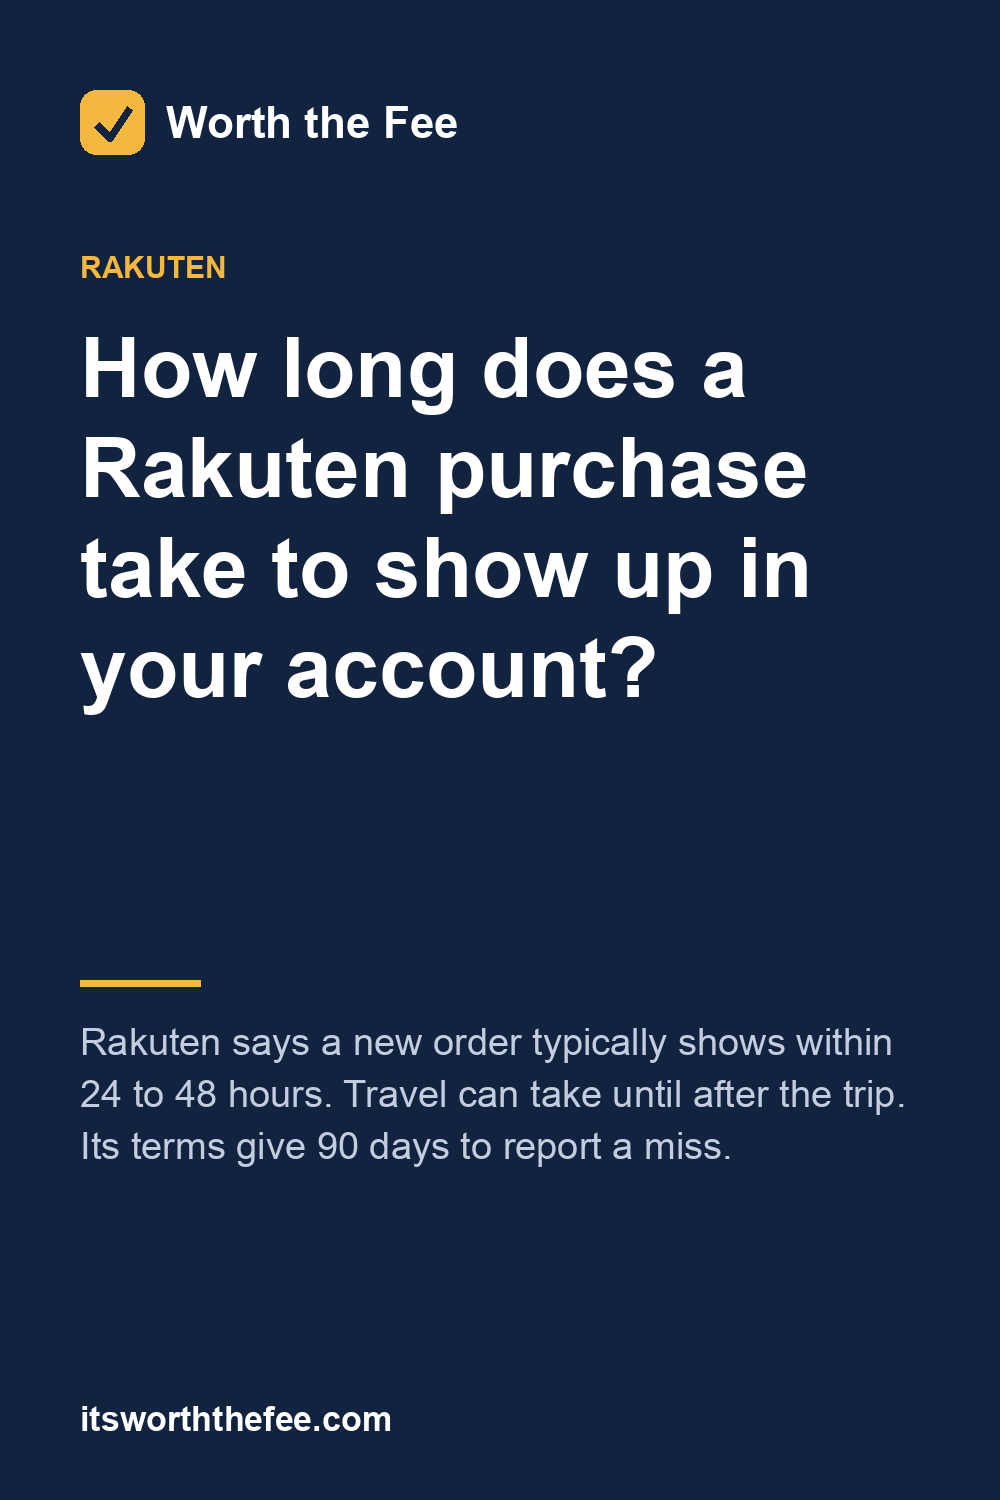 Worth the Fee
RAKUTEN
How long does a
Rakuten purchase
take to show up in
your account?
Rakuten says a new order typically shows within
24 to 48 hours. Travel can take until after the trip.
Its terms give 90 days to report a miss.
itsworththefee.com